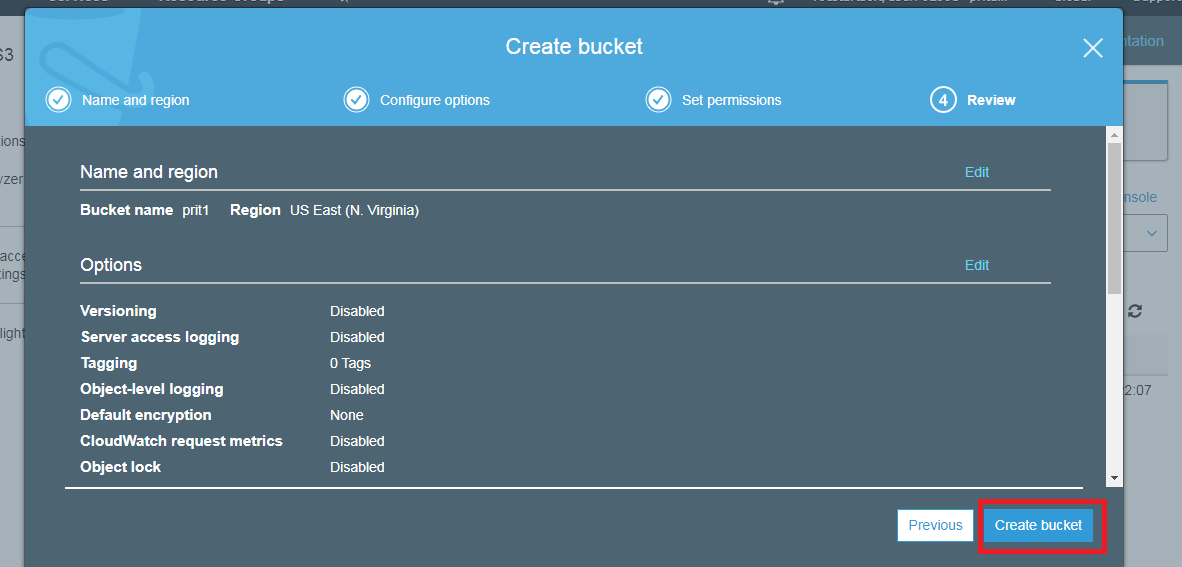 Create bucket
Name and region
Configure options
Set permissions
4 Review
Name and region Edit
Bucket name prit1 Region US East (N. Virginia)
Options Edit
Versioning Disabled
Server access logging Disabled
Tagging 0 Tags
Object-level logging Disabled
Default encryption None
CloudWatch request metrics Disabled
Object lock Disabled
Previous Create bucket